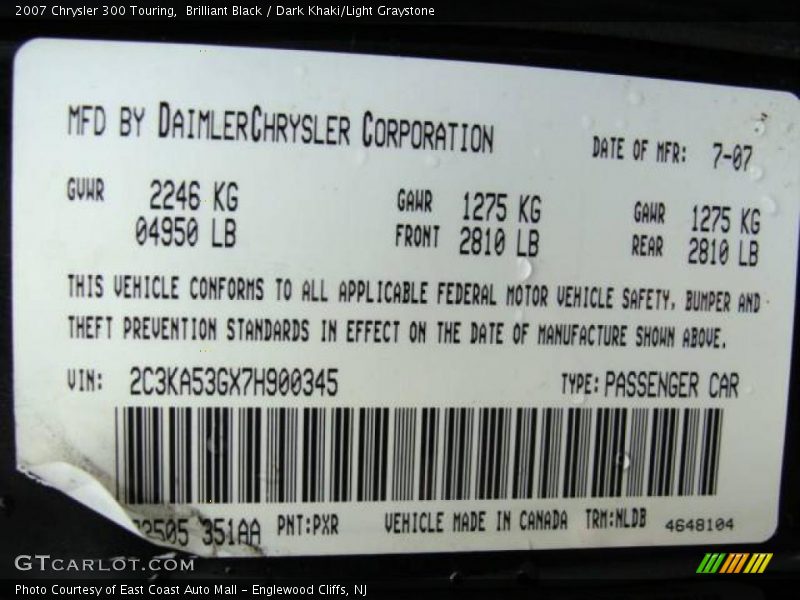 2007 Chrysler 300 Touring,  Brilliant Black / Dark Khaki/Light Graystone
MFD BY DAIMLERCHRYSLER CORPORATION
DATE OF MFR: 7-07
GVWR 2246 KG
04950 LB
GAWR 1275 KG
FRONT 2810 LB
GAWR 1275 KG
REAR 2810 LB
THIS VEHICLE CONFORMS TO ALL APPLICABLE FEDERAL MOTOR VEHICLE SAFETY, BUMPER AND
THEFT PREVENTION STANDARDS IN EFFECT ON THE DATE OF MANUFACTURE SHOWN ABOVE.
VIN: 2C3KA53GX7H900345
TYPE: PASSENGER CAR
2505 351AA PNT:PXR VEHICLE MADE IN CANADA TRM:NLDB 4648104
GTCARLOT.COM
Photo Courtesy of East Coast Auto Mall - Englewood Cliffs, NJ